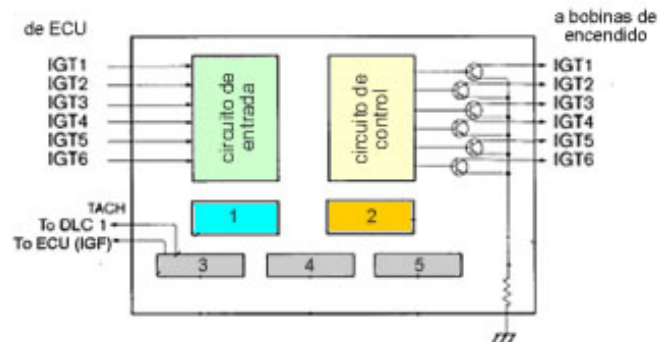 de ECU
a bobinas de
encendido
IGT1
IGT2
IGT3
IGT4
IGT5
IGT6
circuito de
entrada
circuito de
control
IGT1
IGT2
IGT3
IGT4
IGT5
IGT6
TACH
To DLC 1
To ECU (IGF)
1
2
3
4
5